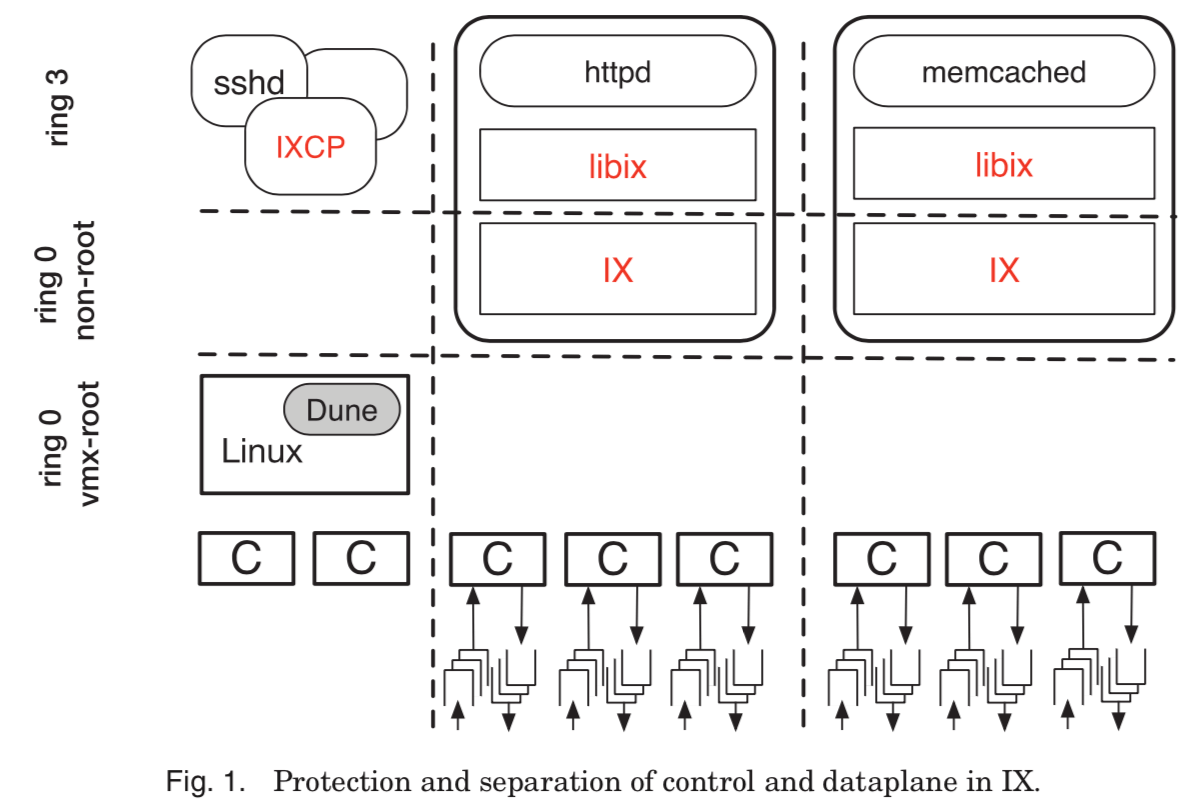 ring 3
sshd
IXCP
httpd
libix
memcached
libix
ring 0
non-root
IX
IX
ring 0
vmx-root
Dune
Linux
C
C
C
C
C
C
C
C
Fig. 1. Protection and separation of control and dataplane in IX.